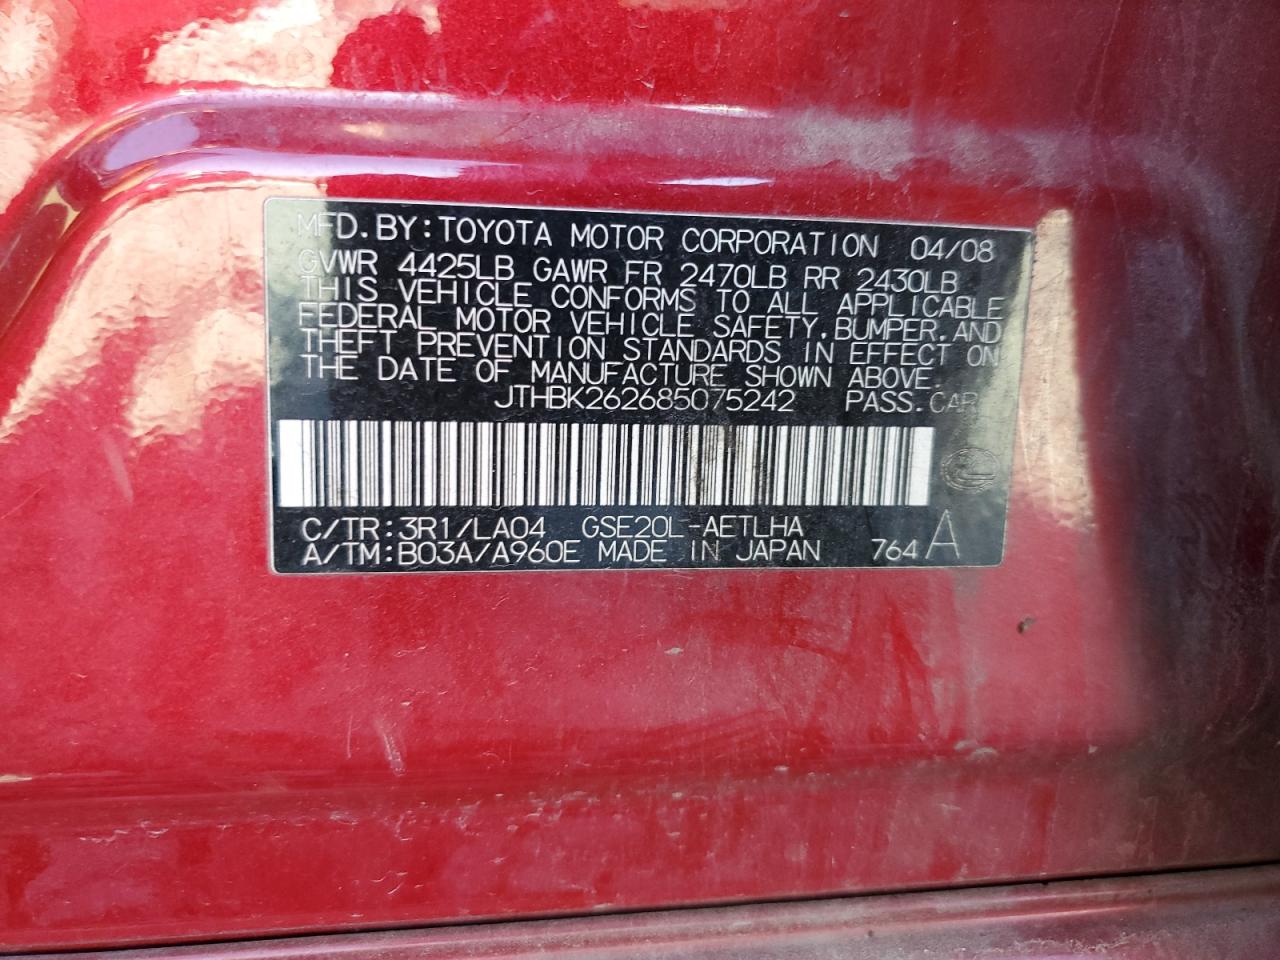 MFD.BY:TOYOTA MOTOR CORPORATION 04/08
GVWR 4425LB GAWR FR 2470LB RR 2430LB
THIS VEHICLE CONFORMS TO ALL APPLICABLE
FEDERAL MOTOR VEHICLE SAFETY,BUMPER,AND
THEFT PREVENTION STANDARDS IN EFFECT ON
THE DATE OF MANUFACTURE SHOWN ABOVE.
JTHBK262685075242 PASS.CAR
C/TR:3R1/LA04 GSE20L-AETLHA
A/TM:B03A/A960E MADE IN JAPAN 764 A